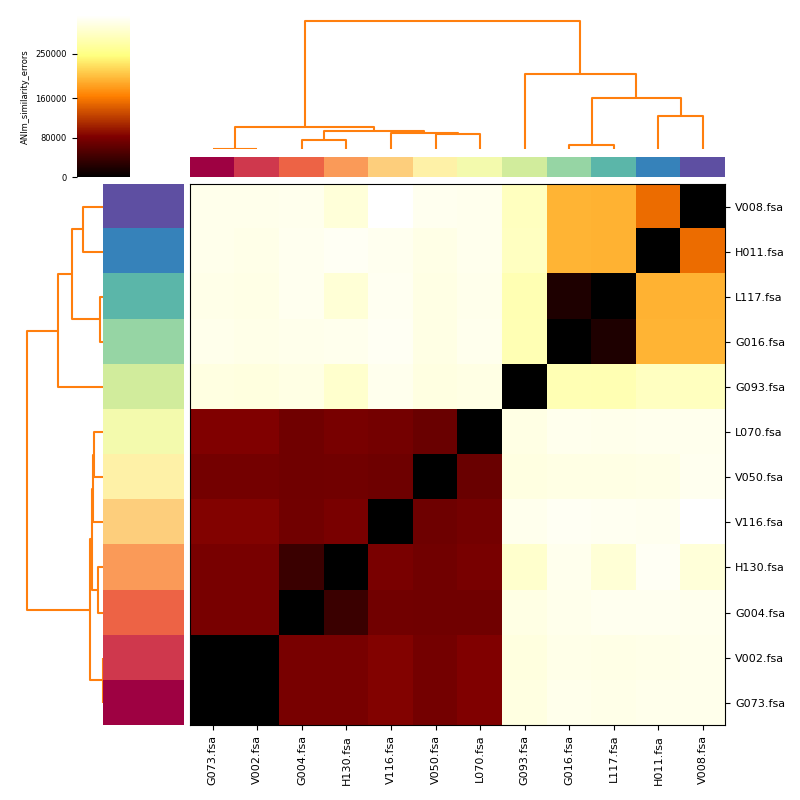 ANIm_similarity_errors
250000
160000
80000
0
V008.fsa
H011.fsa
L117.fsa
G016.fsa
G093.fsa
L070.fsa
V050.fsa
V116.fsa
H130.fsa
G004.fsa
V002.fsa
G073.fsa
G073.fsa
V002.fsa
G004.fsa
H130.fsa
V116.fsa
V050.fsa
L070.fsa
G093.fsa
G016.fsa
L117.fsa
H011.fsa
V008.fsa